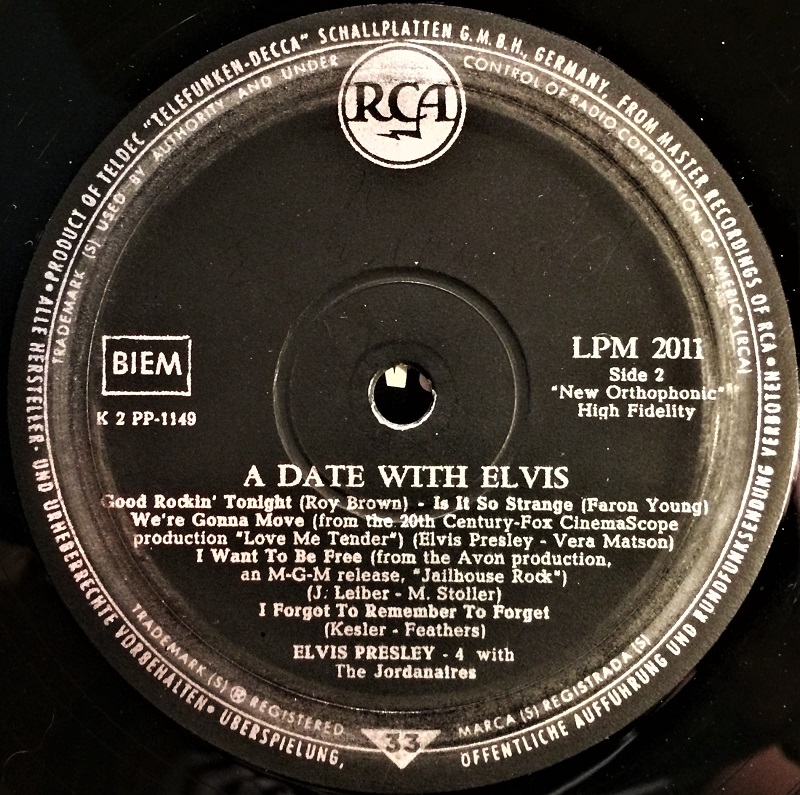 •PRODUCT OF TELDEC "TELEFUNKEN-DECCA" SCHALLPLATTEN G.M.B.H., GERMANY, FROM MASTER RECORDINGS OF RCA •
TRADEMARK (S) USED BY AUTHORITY AND UNDER CONTROL OF RADIO CORPORATION OF AMERICA (RCA)
RCA
BIEM
K 2 PP-1149
LPM 2011
Side 2
"New Orthophonic"
High Fidelity
A DATE WITH ELVIS
Good Rockin' Tonight (Roy Brown) - Is It So Strange (Faron Young)
We're Gonna Move (from the 20th Century-Fox CinemaScope
production "Love Me Tender") (Elvis Presley - Vera Matson)
I Want To Be Free (from the Avon production,
an M-G-M release, "Jailhouse Rock")
(J. Leiber - M. Stoller)
I Forgot To Remember To Forget
(Kesler - Feathers)
ELVIS PRESLEY - 4 with
The Jordanaires
TRADEMARK (S) ® REGISTERED
MARCA (S) REGISTRADA (S)
33
ALLE HERSTELLER- UND URHEBERRECHTE VORBEHALTEN• ÜBERSPIELUNG, ÖFFENTLICHE AUFFÜHRUNG UND RUNDFUNKSENDUNG VERBOTEN